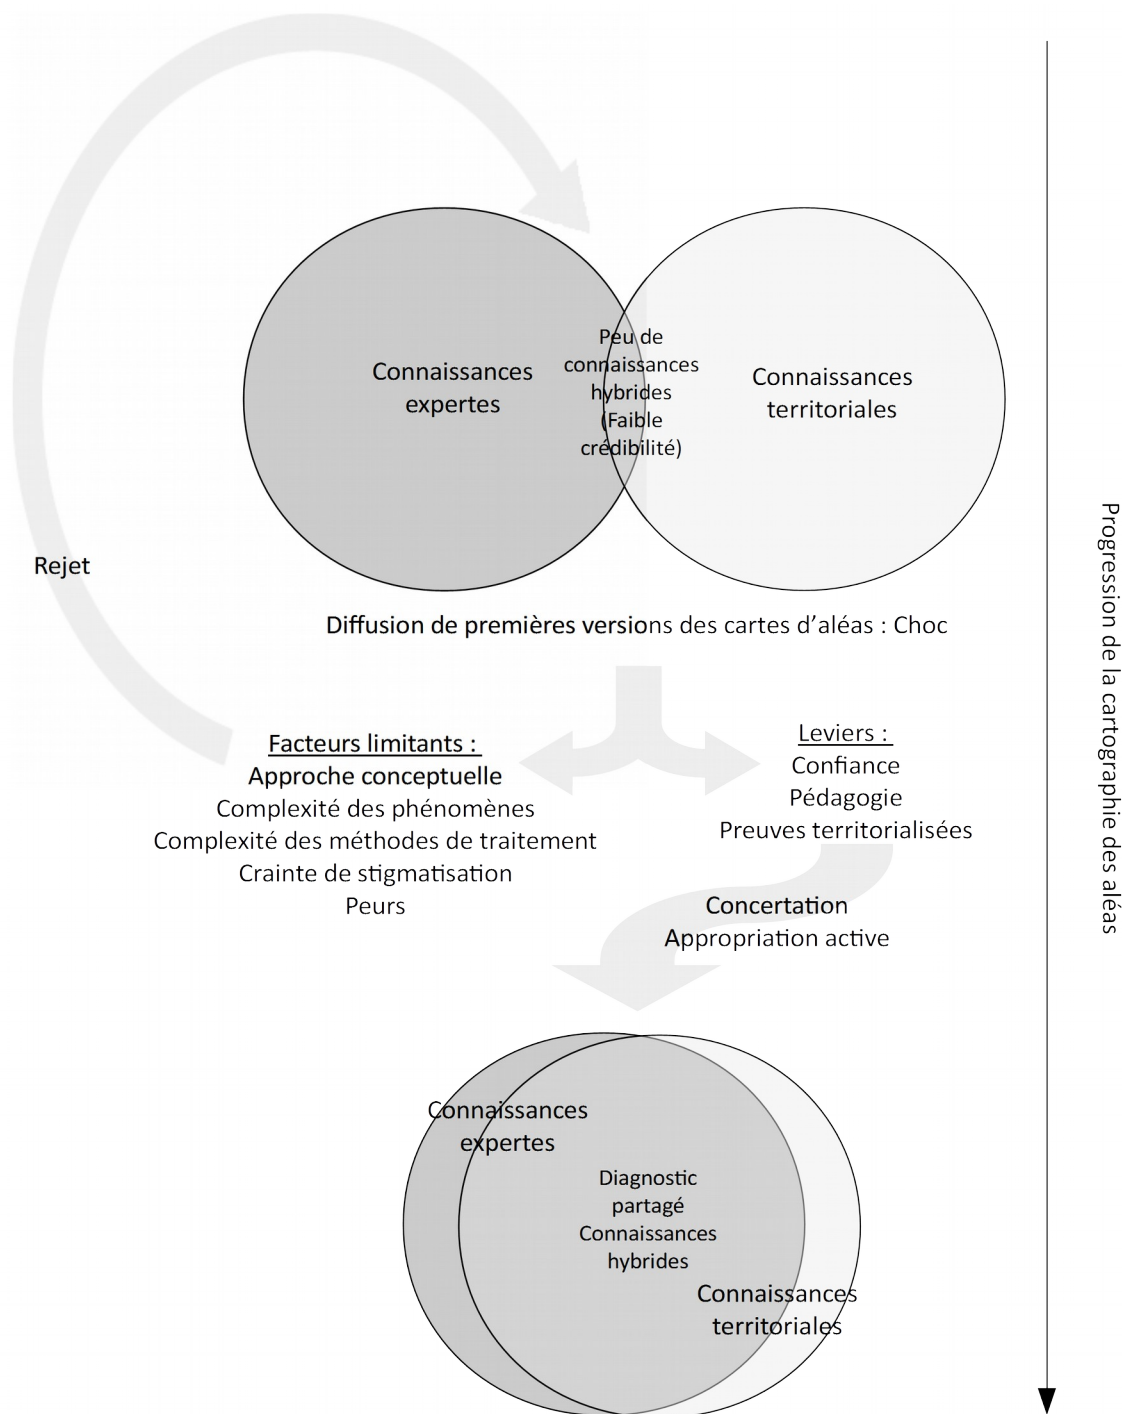 Connaissances
expertes
Peu de
connaissances
hybrides
(Faible
crédibilité)
Connaissances
territoriales
Rejet
Diffusion de premières versions des cartes d’aléas : Choc
Facteurs limitants :
Approche conceptuelle
Complexité des phénomènes
Complexité des méthodes de traitement
Crainte de stigmatisation
Peurs
Leviers :
Confiance
Pédagogie
Preuves territorialisées
Concertation
Appropriation active
Connaissances
expertes
Diagnostic
partagé
Connaissances
hybrides
Connaissances
territoriales
Progression de la cartographie des aléas